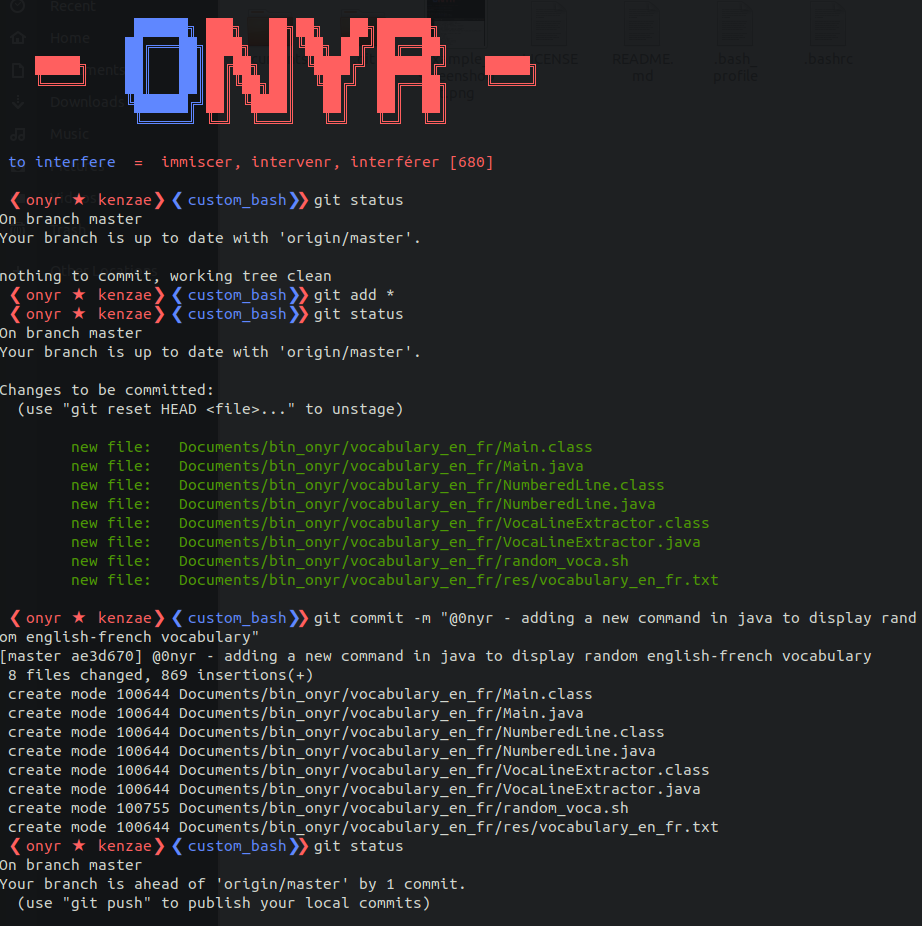 Recent
Home
LICENSE
README.md
.bash_profile
.bashrc
Downloads
Music
- ONYR -
to interfere = immiscer, intervenr, interférer [680]
❮onyr ★ kenzae❯❮custom_bash❯❯git status
On branch master
Your branch is up to date with 'origin/master'.
nothing to commit, working tree clean
❮onyr ★ kenzae❯❮custom_bash❯❯git add *
❮onyr ★ kenzae❯❮custom_bash❯❯git status
On branch master
Your branch is up to date with 'origin/master'.
Changes to be committed:
(use "git reset HEAD <file>..." to unstage)
new file: Documents/bin_onyr/vocabulary_en_fr/Main.class
new file: Documents/bin_onyr/vocabulary_en_fr/Main.java
new file: Documents/bin_onyr/vocabulary_en_fr/NumberedLine.class
new file: Documents/bin_onyr/vocabulary_en_fr/NumberedLine.java
new file: Documents/bin_onyr/vocabulary_en_fr/VocaLineExtractor.class
new file: Documents/bin_onyr/vocabulary_en_fr/VocaLineExtractor.java
new file: Documents/bin_onyr/vocabulary_en_fr/random_voca.sh
new file: Documents/bin_onyr/vocabulary_en_fr/res/vocabulary_en_fr.txt
❮onyr ★ kenzae❯❮custom_bash❯❯git commit -m "@0nyr - adding a new command in java to display rand
om english-french vocabulary"
[master ae3d670] @0nyr - adding a new command in java to display random english-french vocabulary
8 files changed, 869 insertions(+)
create mode 100644 Documents/bin_onyr/vocabulary_en_fr/Main.class
create mode 100644 Documents/bin_onyr/vocabulary_en_fr/Main.java
create mode 100644 Documents/bin_onyr/vocabulary_en_fr/NumberedLine.class
create mode 100644 Documents/bin_onyr/vocabulary_en_fr/NumberedLine.java
create mode 100644 Documents/bin_onyr/vocabulary_en_fr/VocaLineExtractor.class
create mode 100644 Documents/bin_onyr/vocabulary_en_fr/VocaLineExtractor.java
create mode 100755 Documents/bin_onyr/vocabulary_en_fr/random_voca.sh
create mode 100644 Documents/bin_onyr/vocabulary_en_fr/res/vocabulary_en_fr.txt
❮onyr ★ kenzae❯❮custom_bash❯❯git status
On branch master
Your branch is ahead of 'origin/master' by 1 commit.
(use "git push" to publish your local commits)